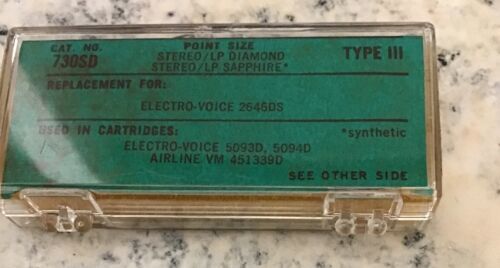 CAT. NO. POINT SIZE TYPE III
730SD STEREO/LP DIAMOND
STEREO/LP SAPPHIRE*
REPLACEMENT FOR:
ELECTRO-VOICE 2646DS
USED IN CARTRIDGES: *synthetic
ELECTRO-VOICE 5093D, 5094D
AIRLINE VM 451339D
SEE OTHER SIDE